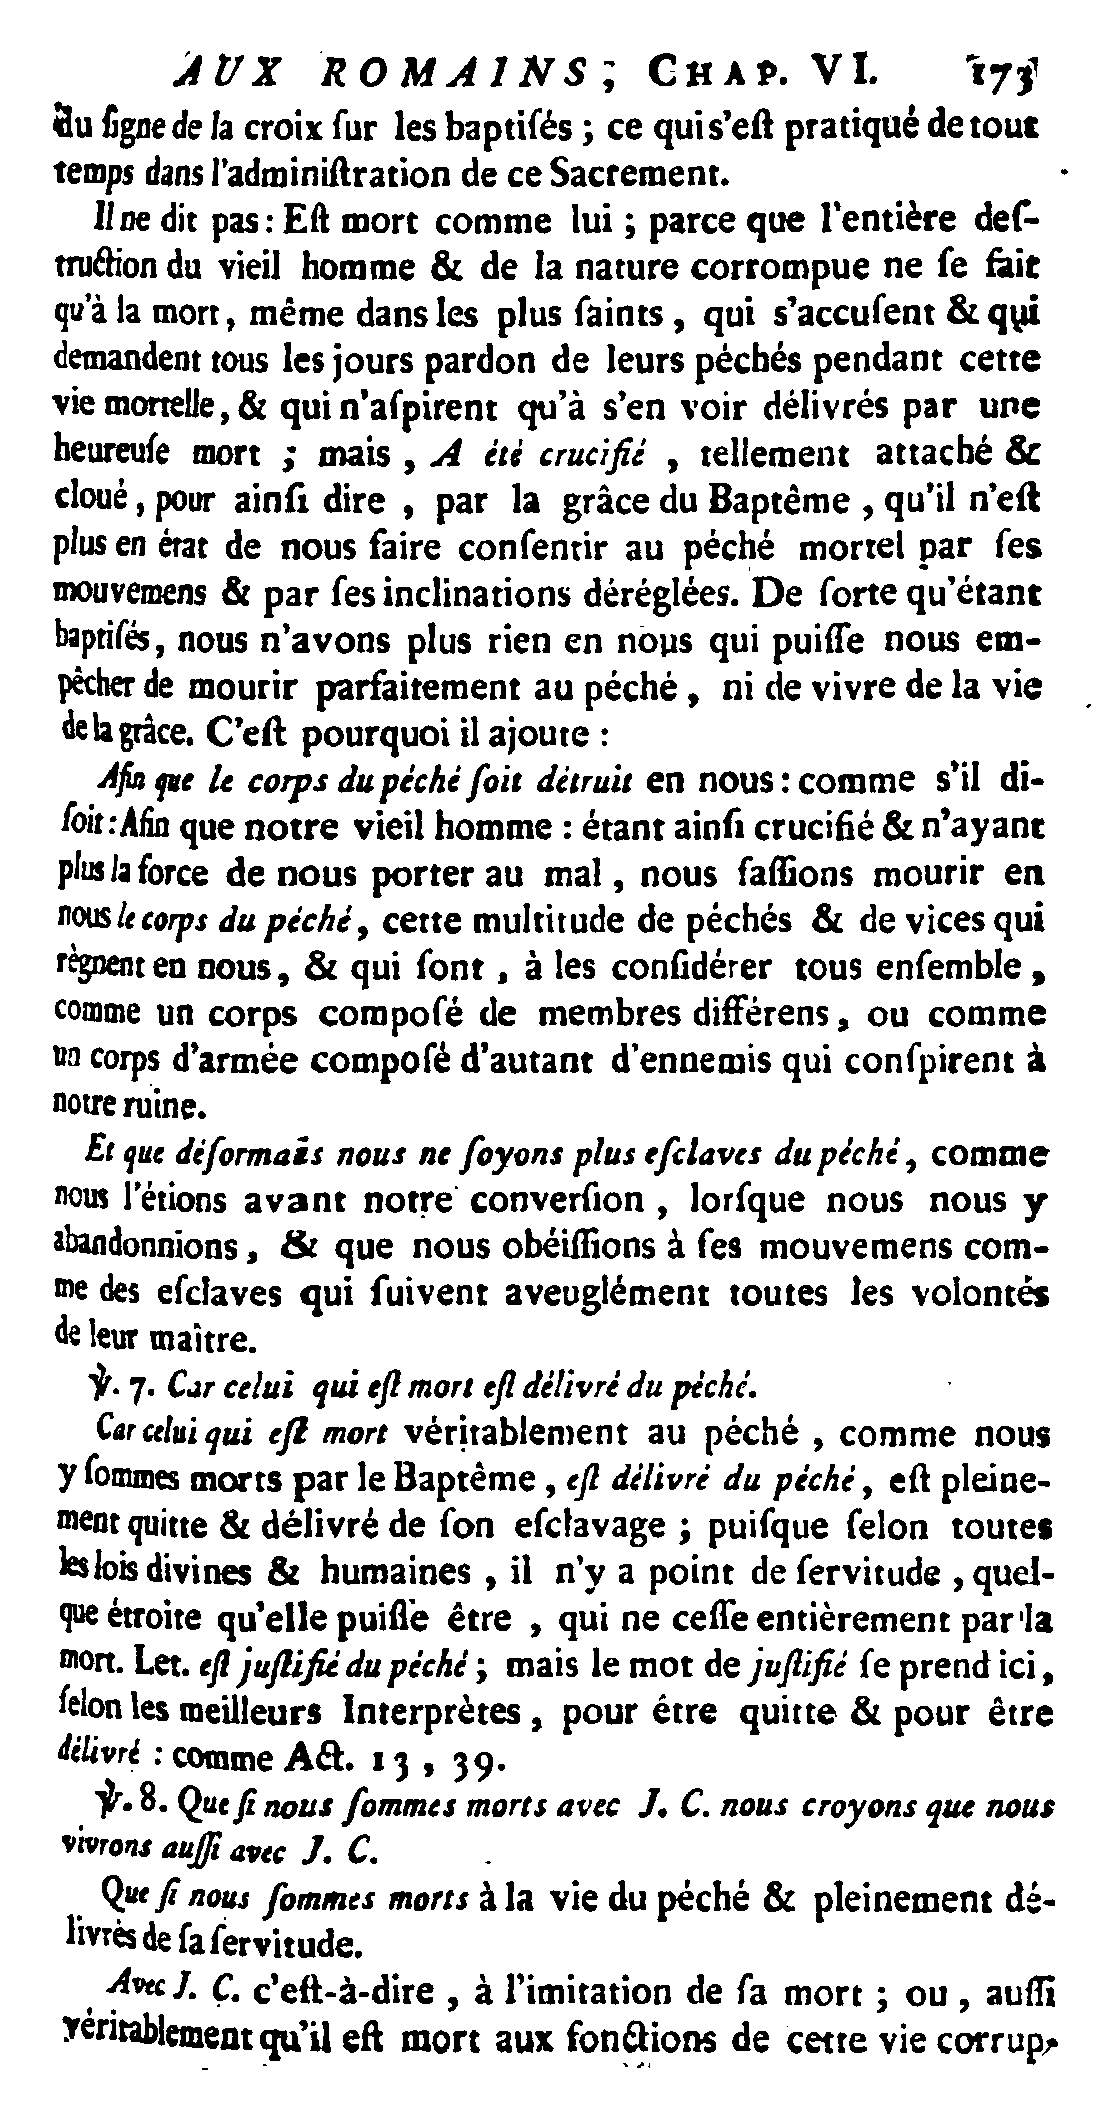 AUX ROMAINS; CHAP. VI. 173
du ſigne de la croix ſur les baptiſés ; ce qui s'eſt pratiqué de tout
temps dans l'adminiſtration de ce Sacrement.
Il ne dit pas : Eſt mort comme lui ; parce que l'entière deſ-
truction du vieil homme & de la nature corrompue ne ſe fait
qu'à la mort, même dans les plus ſaints, qui s'accuſent & qui
demandent tous les jours pardon de leurs péchés pendant cette
vie mortelle, & qui n'aſpirent qu'à s'en voir délivrés par une
heureuſe mort ; mais, A été crucifié, tellement attaché &
cloué, pour ainſi dire, par la grâce du Baptême, qu'il n'eſt
plus en état de nous faire conſentir au péché mortel par ſes
mouvemens & par ſes inclinations déréglées. De ſorte qu'étant
baptiſés, nous n'avons plus rien en nous qui puiſſe nous em-
pêcher de mourir parfaitement au péché, ni de vivre de la vie
de la grâce. C'eſt pourquoi il ajoute :
Afin que le corps du péché ſoit détruit en nous : comme s'il di-
ſoit : Afin que notre vieil homme : étant ainſi crucifié & n'ayant
plus la force de nous porter au mal, nous faſſions mourir en
nous le corps du péché, cette multitude de péchés & de vices qui
règnent en nous, & qui ſont, à les conſidérer tous enſemble,
comme un corps compoſé de membres différens, ou comme
un corps d'armée compoſé d'autant d'ennemis qui conſpirent à
notre ruine.
Et que déſormais nous ne ſoyons plus eſclaves du péché, comme
nous l'étions avant notre converſion, lorſque nous nous y
abandonnions, & que nous obéiſſions à ſes mouvemens com-
me des eſclaves qui ſuivent aveuglément toutes les volontés
de leur maître.
℣. 7. Car celui qui eſt mort eſt délivré du péché.
Car celui qui eſt mort véritablement au péché, comme nous
y ſommes morts par le Baptême, eſt délivré du péché, eſt pleine-
ment quitte & délivré de ſon eſclavage ; puiſque ſelon toutes
les lois divines & humaines, il n'y a point de ſervitude, quel-
que étroite qu'elle puiſſe être, qui ne ceſſe entièrement par la
mort. Let. eſt juſtifié du péché ; mais le mot de juſtifié ſe prend ici,
ſelon les meilleurs Interprètes, pour être quitte & pour être
délivré : comme Act. 13, 39.
℣. 8. Que ſi nous ſommes morts avec J. C. nous croyons que nous
vivrons auſſi avec J. C.
Que ſi nous ſommes morts à la vie du péché & pleinement dé-
livrès de ſa ſervitude.
Avec J. C. c'eſt-à-dire, à l'imitation de ſa mort ; ou, auſſi
véritablement qu'il eſt mort aux fonctions de cette vie corrup-